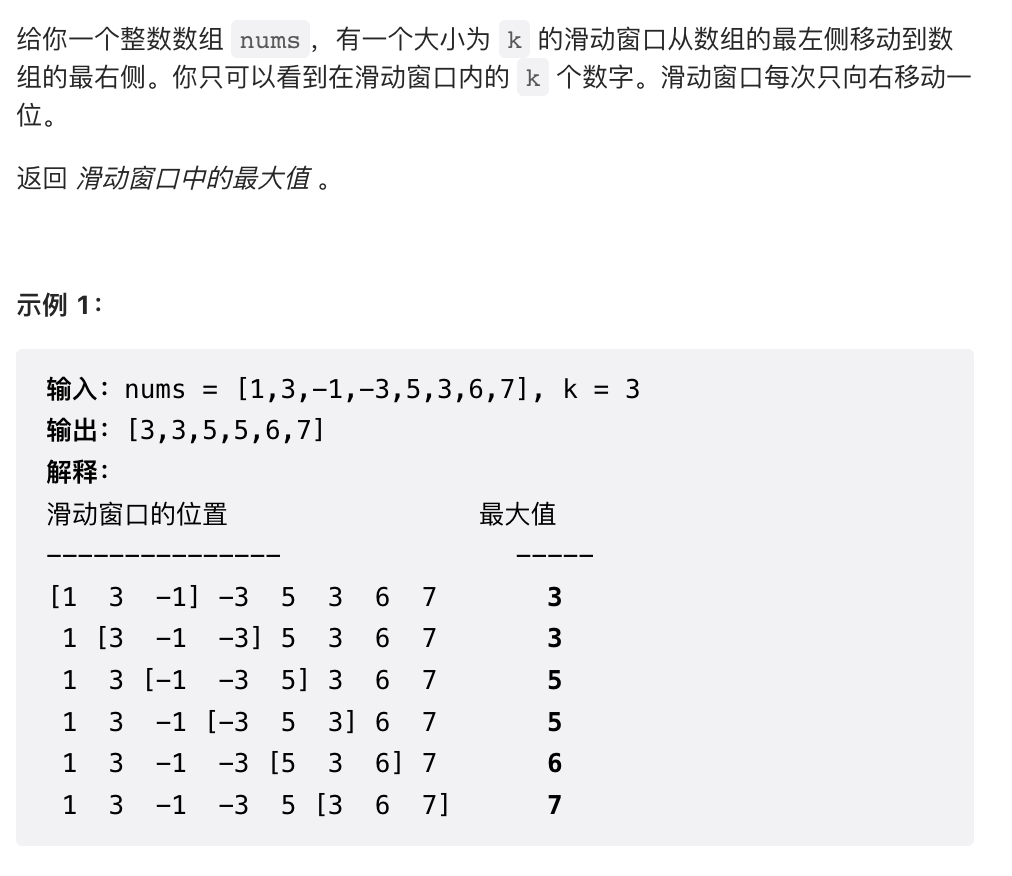 给你一个整数数组 nums，有一个大小为 k 的滑动窗口从数组的最左侧移动到数
组的最右侧。你只可以看到在滑动窗口内的 k 个数字。滑动窗口每次只向右移动一
位。
返回 滑动窗口中的最大值 。
示例 1：
输入：nums = [1,3,-1,-3,5,3,6,7], k = 3
输出：[3,3,5,5,6,7]
解释：
滑动窗口的位置                最大值
---------------               -----
[1  3  -1] -3  5  3  6  7       3
 1 [3  -1  -3] 5  3  6  7       3
 1  3 [-1  -3  5] 3  6  7       5
 1  3  -1 [-3  5  3] 6  7       5
 1  3  -1  -3 [5  3  6] 7       6
 1  3  -1  -3  5 [3  6  7]      7